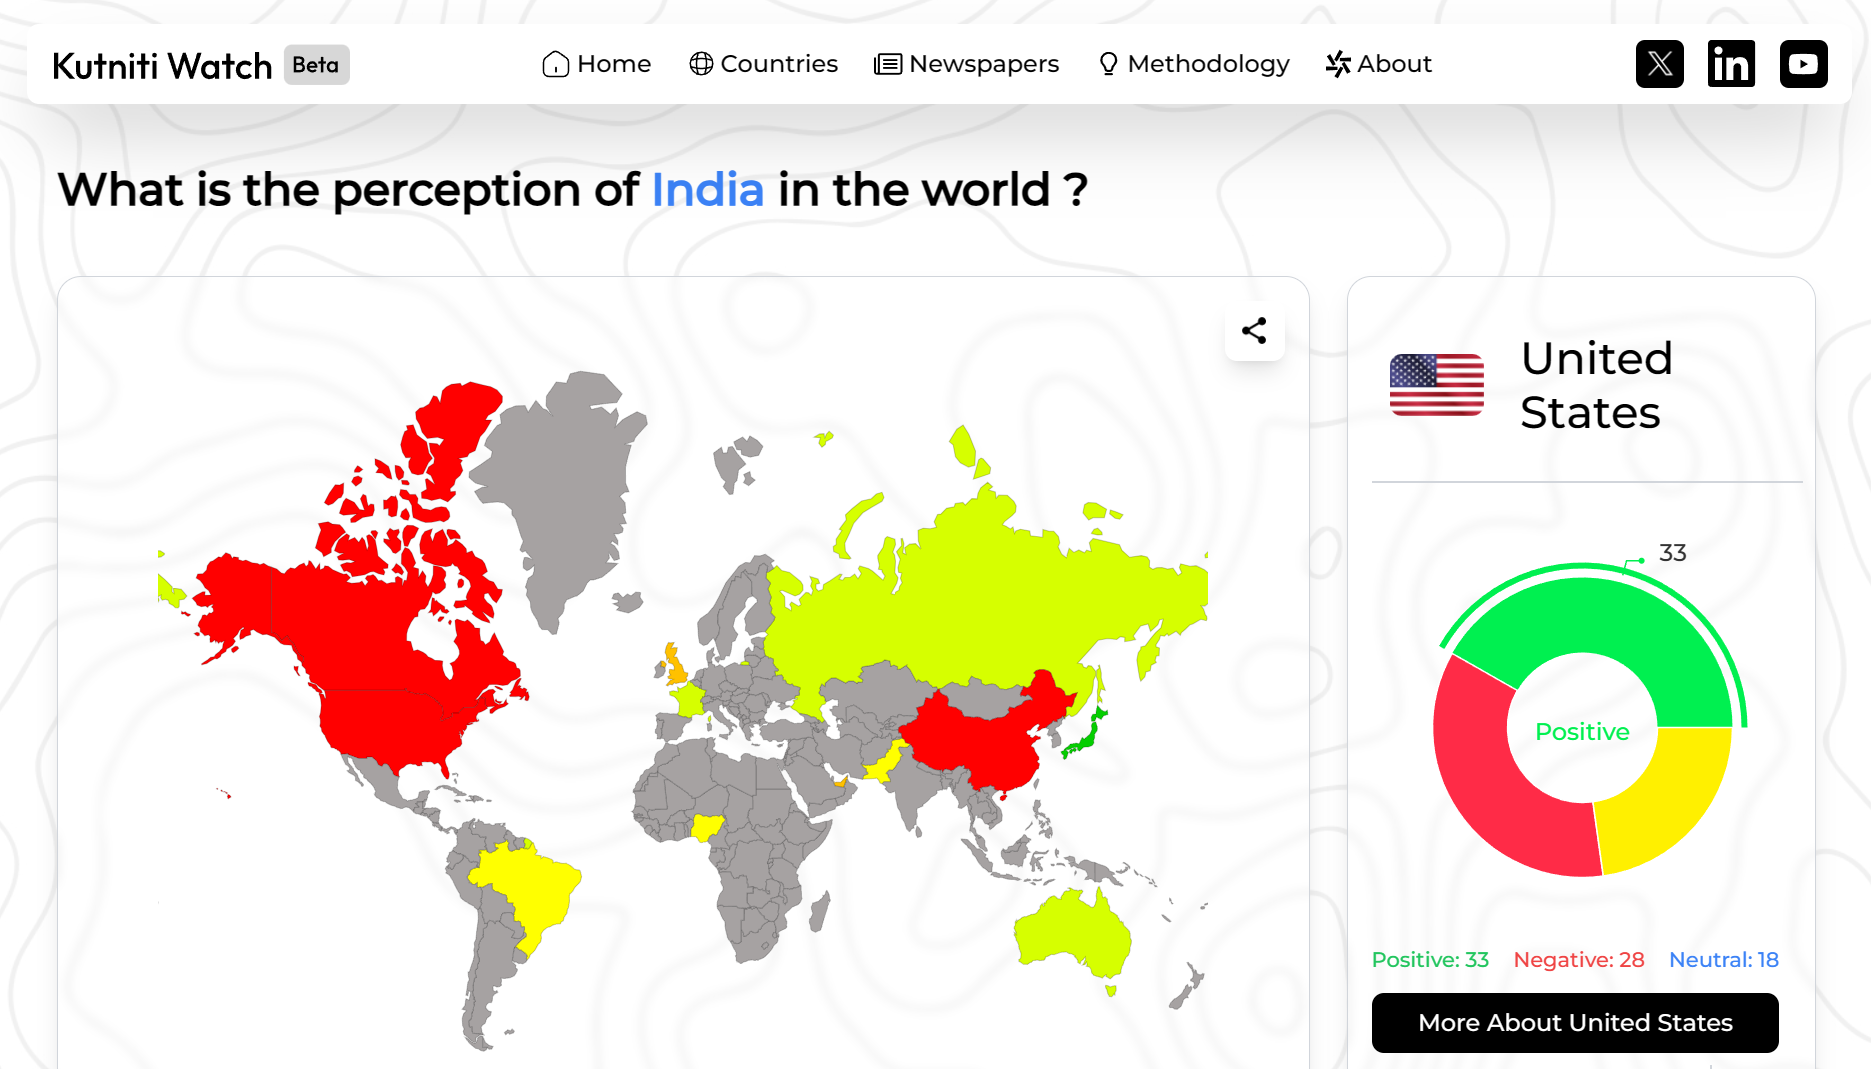 Kutniti Watch Beta
Home Countries Newspapers Methodology About
What is the perception of India in the world ?
United
States
33
Positive
Positive: 33 Negative: 28 Neutral: 18
More About United States